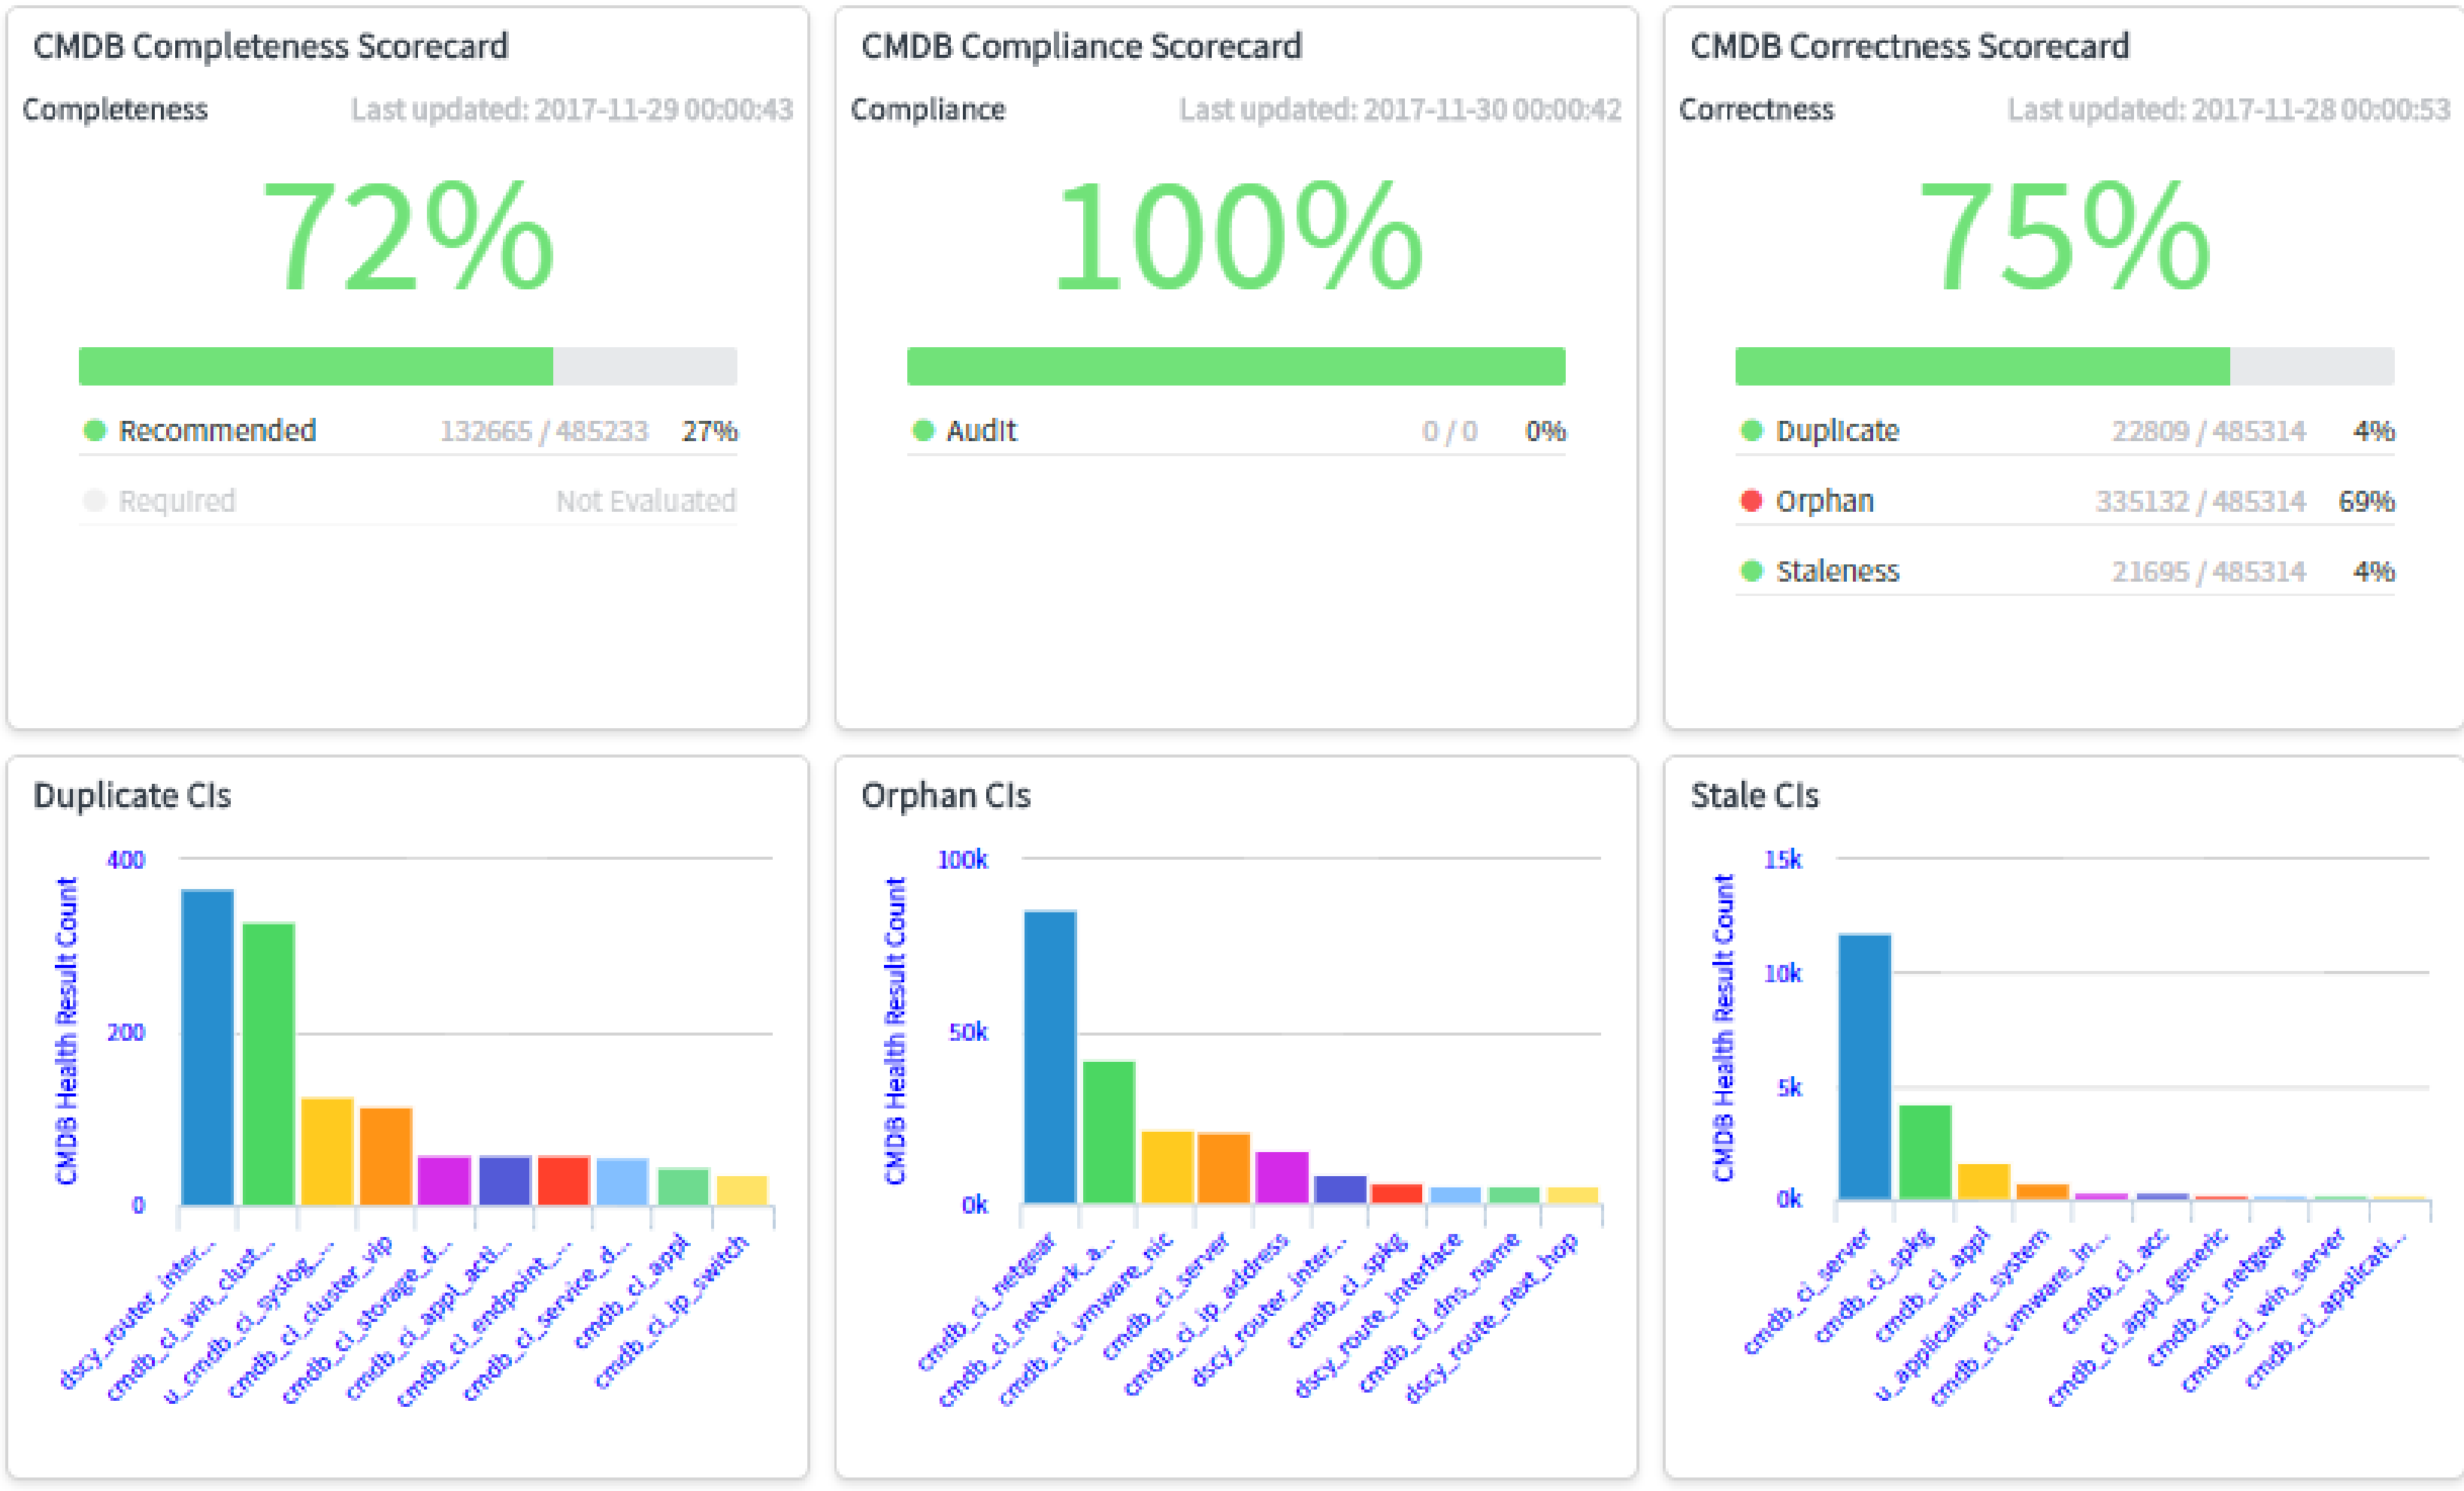 CMDB Completeness Scorecard
Completeness Last updated: 2017-11-29 00:00:43
72%
Recommended 132665 / 485233 27%
Required Not Evaluated
CMDB Compliance Scorecard
Compliance Last updated: 2017-11-30 00:00:42
100%
Audit 0 / 0 0%
CMDB Correctness Scorecard
Correctness Last updated: 2017-11-28 00:00:53
75%
Duplicate 22809 / 485314 4%
Orphan 335132 / 485314 69%
Staleness 21695 / 485314 4%
Duplicate CIs
CMDB Health Result Count
400
200
0
dscy_router_inter...
cmdb_ci_win_clust...
u_cmdb_ci_syslog_...
cmdb_ci_cluster_vip
cmdb_ci_storage_d...
cmdb_ci_appl_acti...
cmdb_ci_endpoint_...
cmdb_ci_service_d...
cmdb_ci_appl
cmdb_ci_ip_switch
Orphan CIs
CMDB Health Result Count
100k
50k
0k
cmdb_ci_netgear
cmdb_ci_network_a...
cmdb_ci_vmware_nic
cmdb_ci_server
cmdb_ci_ip_address
dscy_router_inter...
cmdb_ci_spkg
dscy_route_interface
cmdb_ci_dns_name
dscy_route_next_hop
Stale CIs
CMDB Health Result Count
15k
10k
5k
0k
cmdb_ci_server
cmdb_ci_spkg
cmdb_ci_appl
u_application_system
cmdb_ci_vmware_in...
cmdb_ci_acc
cmdb_ci_appl_generic
cmdb_ci_netgear
cmdb_ci_win_server
cmdb_ci_applicati...